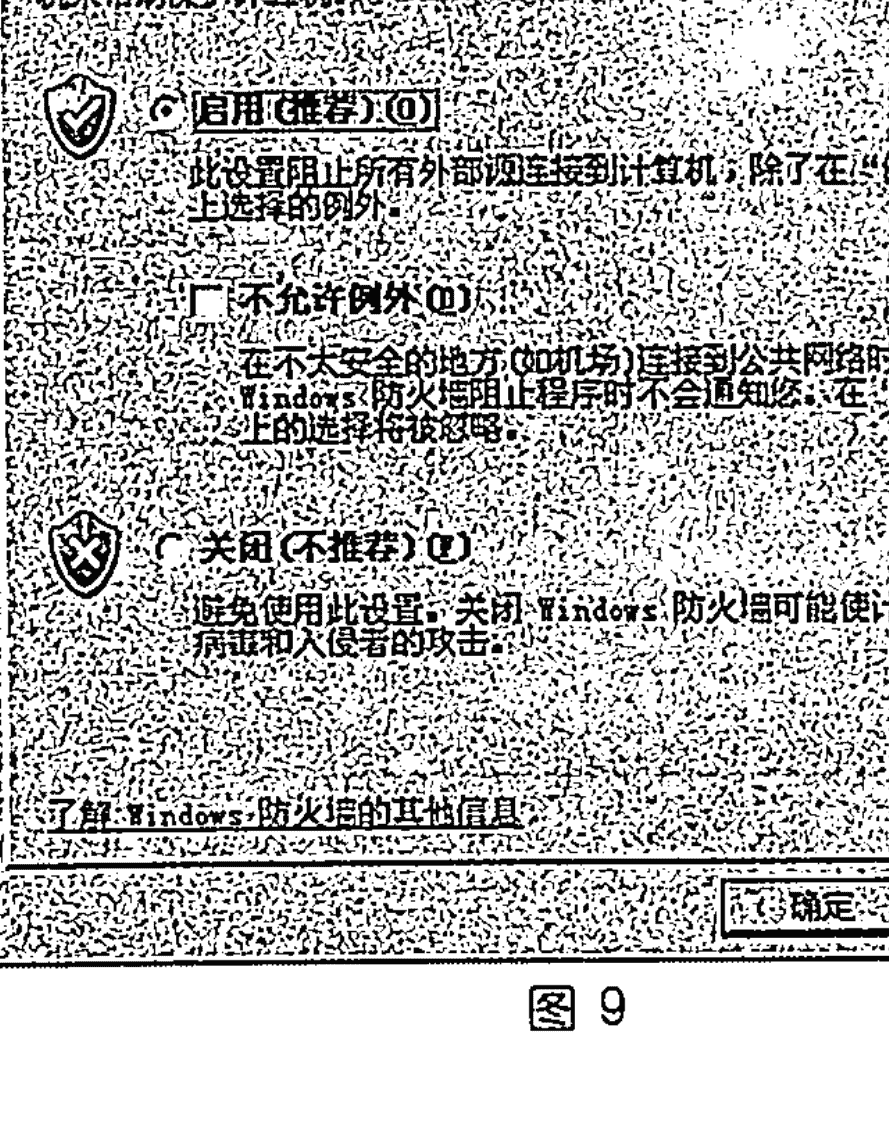 启用(推荐)(O)
此设置阻止所有外部源连接到计算机，除了在“
上选择的例外。
不允许例外(D)
在不太安全的地方(如机场)连接到公共网络时
Windows 防火墙阻止程序时不会通知您。在
上的选择将被忽略。
关闭(不推荐)(F)
避免使用此设置。关闭 Windows 防火墙可能使
病毒和入侵者的攻击。
了解 Windows 防火墙的其他信息
确定
图 9